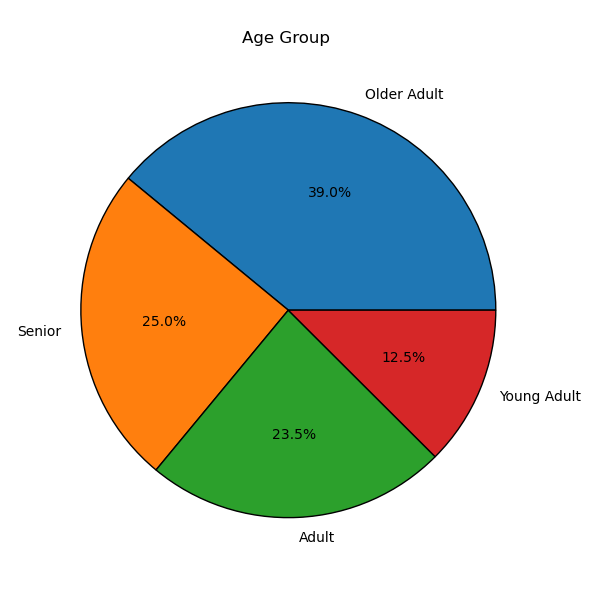 Age Group
Older Adult
39.0%
Senior
25.0%
12.5%
Young Adult
23.5%
Adult